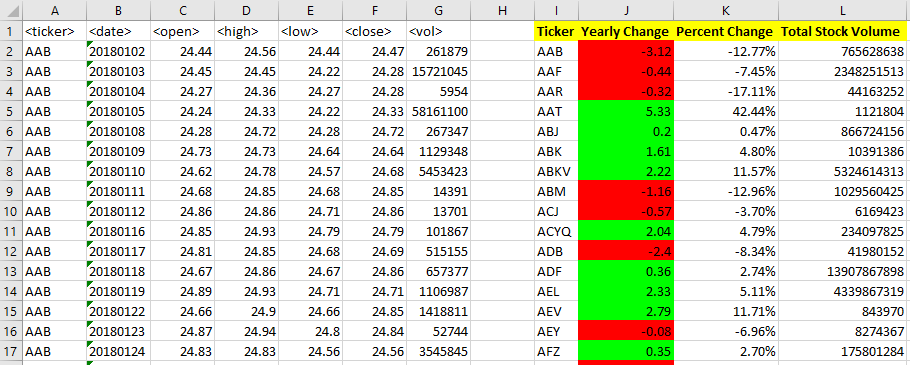 A B C D E F G H I J K L
1 <ticker> <date> <open> <high> <low> <close> <vol> Ticker Yearly Change Percent Change Total Stock Volume
2 AAB 20180102 24.44 24.56 24.44 24.47 261879 AAB -3.12 -12.77% 765628638
3 AAB 20180103 24.45 24.45 24.22 24.28 15721045 AAF -0.44 -7.45% 2348251513
4 AAB 20180104 24.27 24.36 24.27 24.28 5954 AAR -0.32 -17.11% 44163252
5 AAB 20180105 24.24 24.33 24.22 24.33 58161100 AAT 5.33 42.44% 1121804
6 AAB 20180108 24.28 24.72 24.28 24.72 267347 ABJ 0.2 0.47% 866724156
7 AAB 20180109 24.73 24.73 24.64 24.64 1129348 ABK 1.61 4.80% 10391386
8 AAB 20180110 24.62 24.78 24.57 24.68 5453423 ABKV 2.22 11.57% 5324614313
9 AAB 20180111 24.68 24.85 24.68 24.85 14391 ABM -1.16 -12.96% 1029560425
10 AAB 20180112 24.86 24.86 24.71 24.86 13701 ACJ -0.57 -3.70% 6169423
11 AAB 20180116 24.85 24.93 24.79 24.79 101867 ACYQ 2.04 4.79% 234097825
12 AAB 20180117 24.81 24.85 24.68 24.69 515155 ADB -2.4 -8.34% 41980152
13 AAB 20180118 24.67 24.86 24.67 24.86 657377 ADF 0.36 2.74% 13907867898
14 AAB 20180119 24.89 24.93 24.71 24.71 1106987 AEL 2.33 5.11% 4339867319
15 AAB 20180122 24.66 24.9 24.66 24.85 1418811 AEV 2.79 11.71% 843970
16 AAB 20180123 24.87 24.94 24.8 24.84 52744 AEY -0.08 -6.96% 8274367
17 AAB 20180124 24.83 24.83 24.56 24.56 3545845 AFZ 0.35 2.70% 175801284